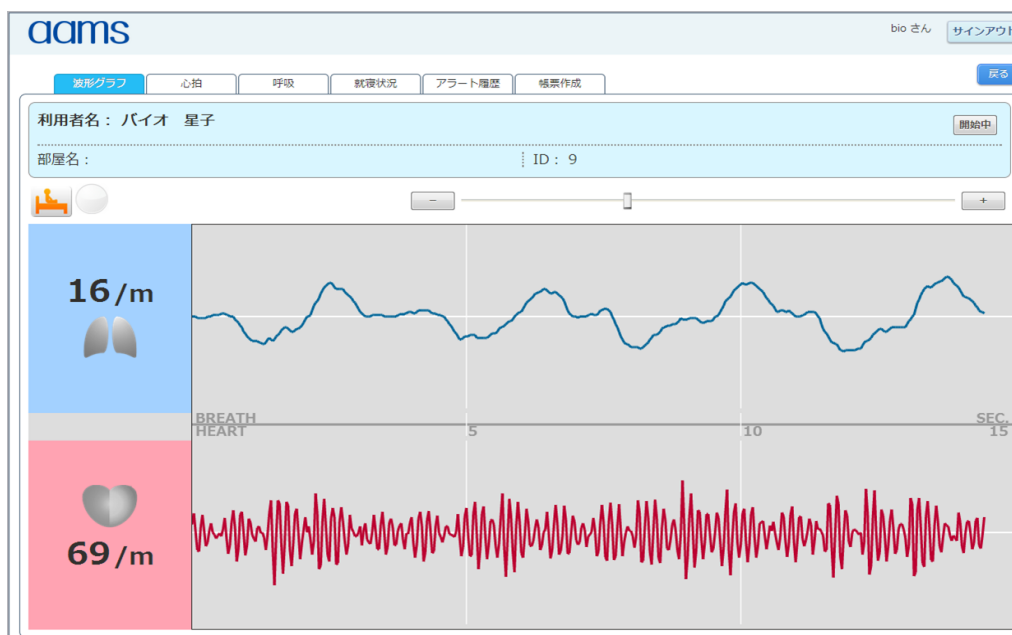 aams
bio さん
サインアウト
戻る
波形グラフ 心拍 呼吸 就寝状況 アラート履歴 帳票作成
利用者名： バイオ 星子
開始中
部屋名：
ID： 9
− +
16/m
BREATH SEC.
HEART 5 10 15
69/m